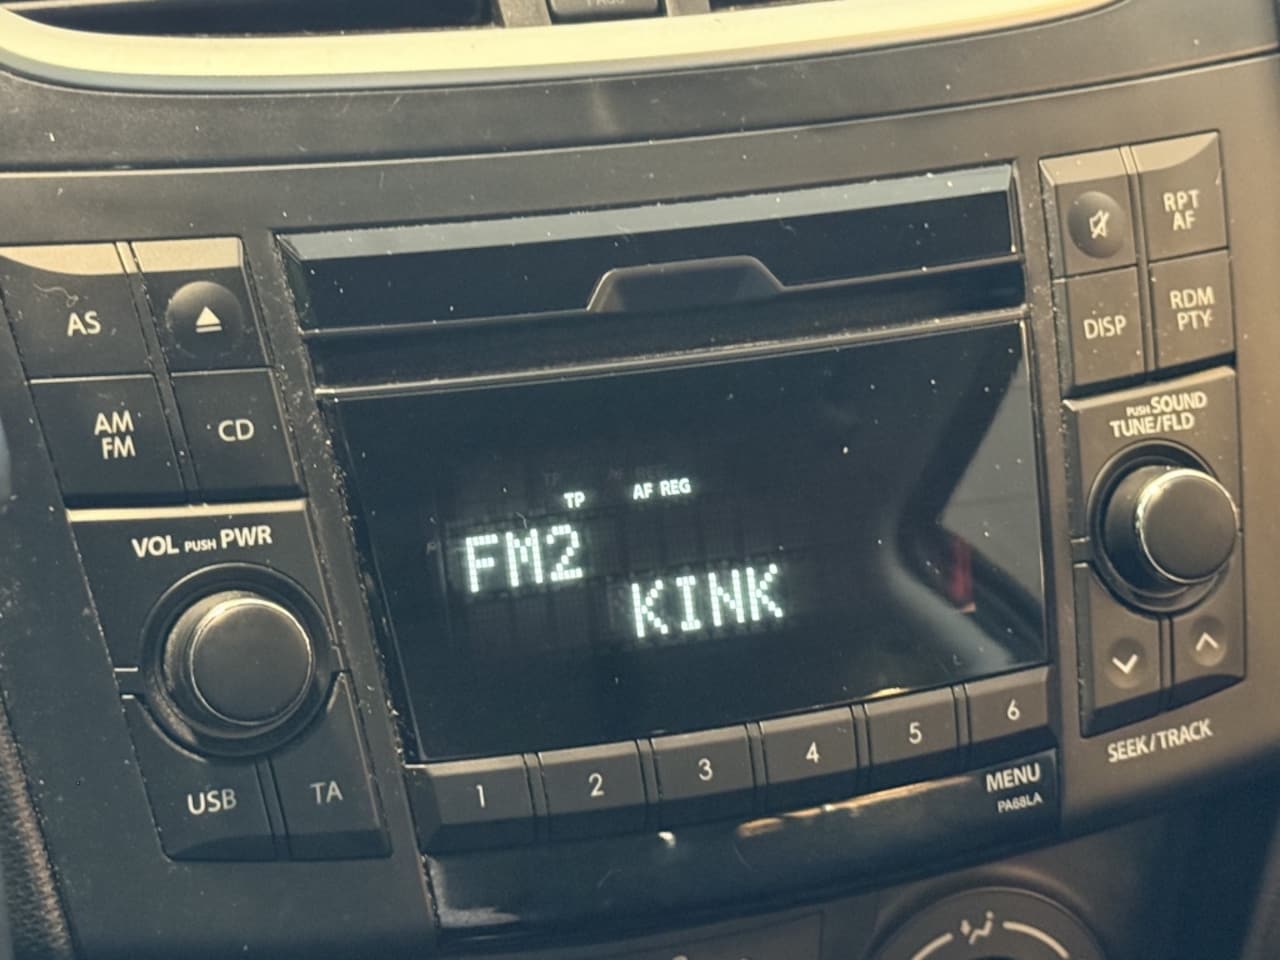 AS
AM
FM
CD
VOL PUSH PWR
USB
TA
TP AF REG
FM2
KINK
1 2 3 4 5 6
MENU
PA68LA
RPT
AF
DISP
RDM
PTY
PUSH SOUND
TUNE/FLD
SEEK/TRACK